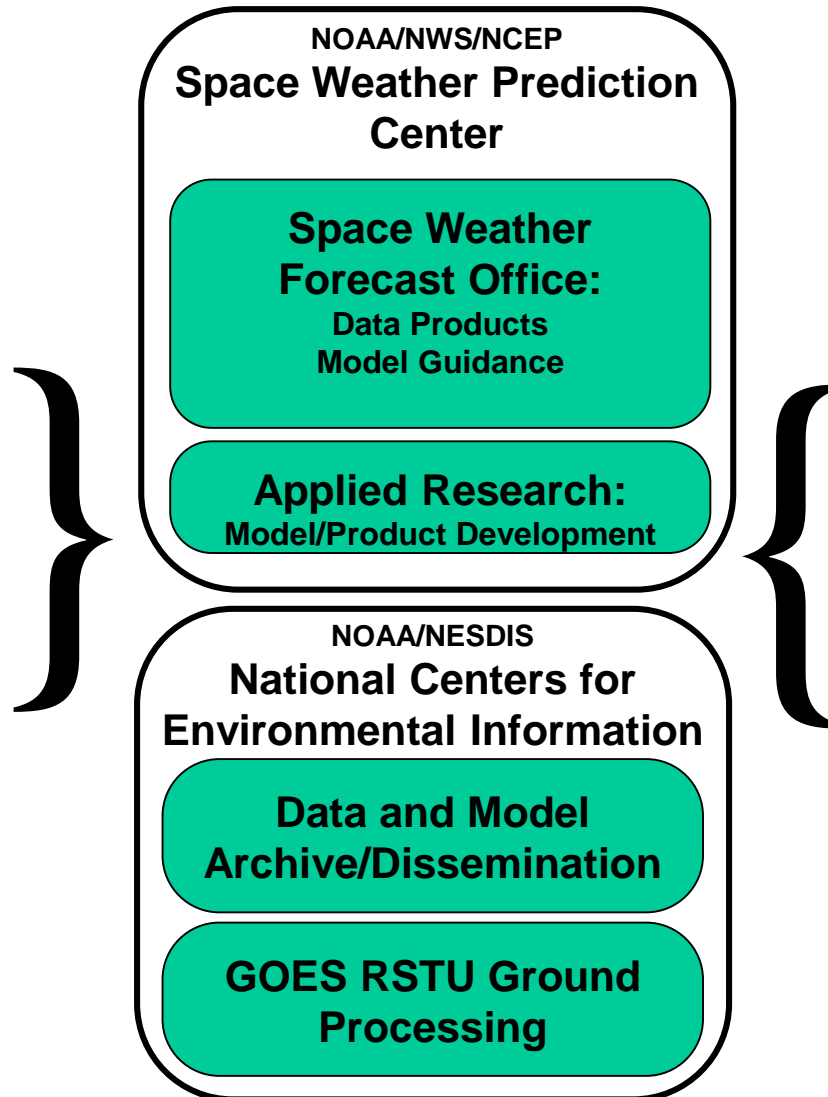 NOAA/NWS/NCEP
Space Weather Prediction
Center
Space Weather
Forecast Office:
Data Products
Model Guidance
Applied Research:
Model/Product Development
NOAA/NESDIS
National Centers for
Environmental Information
Data and Model
Archive/Dissemination
GOES RSTU Ground
Processing